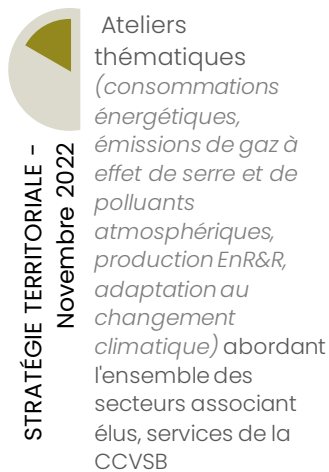 STRATÉGIE TERRITORIALE -
Novembre 2022
Ateliers
thématiques
(consommations
énergétiques,
émissions de gaz à
effet de serre et de
polluants
atmosphériques,
production EnR&R,
adaptation au
changement
climatique) abordant
l'ensemble des
secteurs associant
élus, services de la
CCVSB